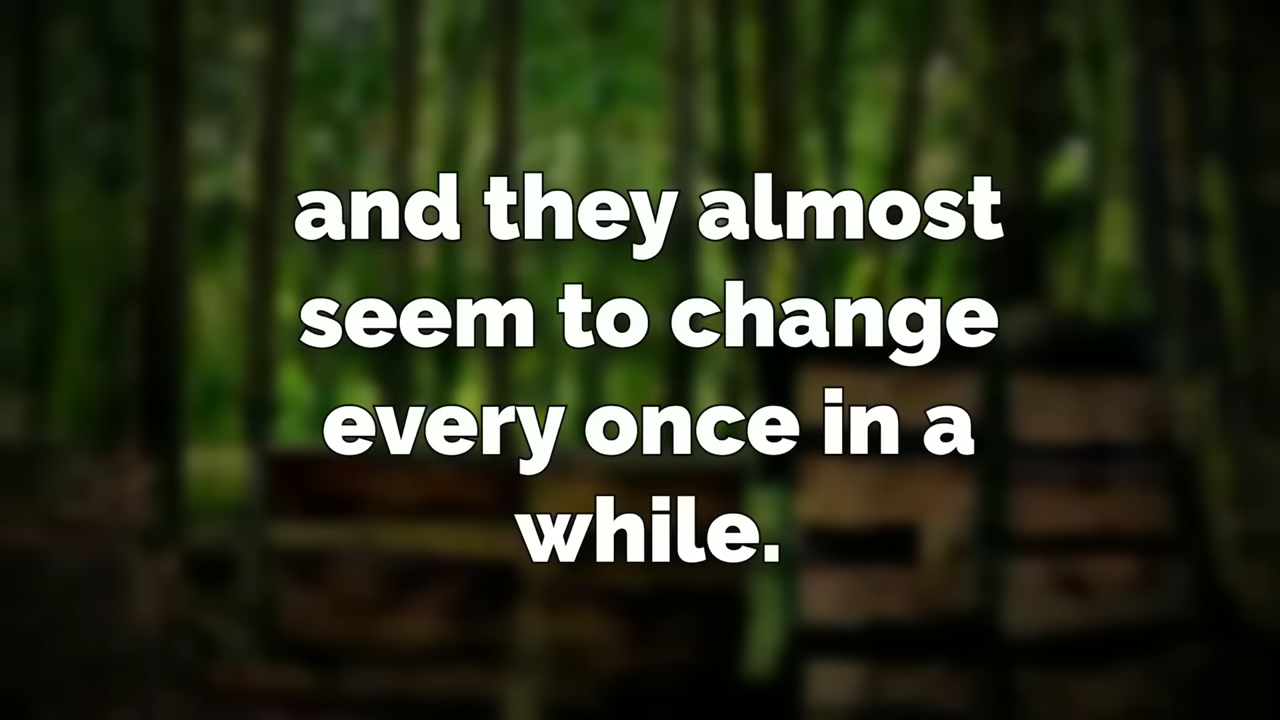 and they almost
seem to change
every once in a
while.